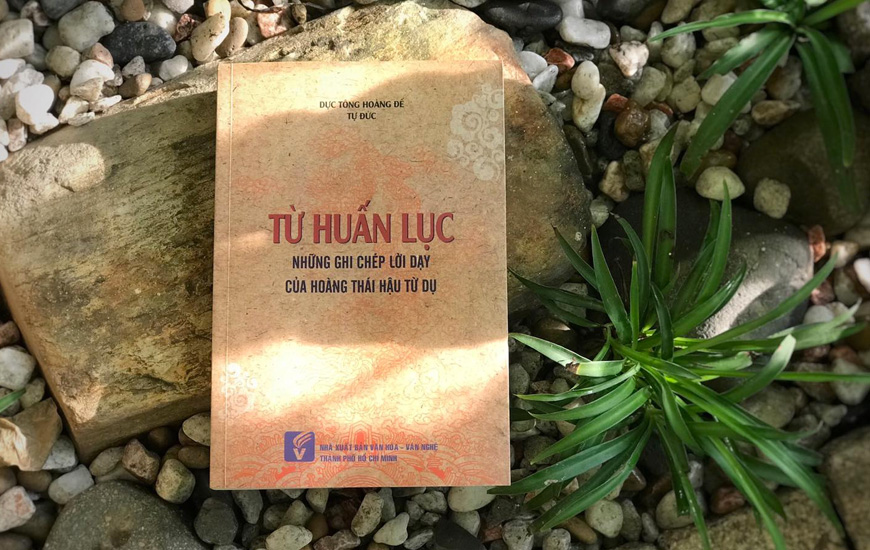 DỰC TÔNG HOÀNG ĐẾ
TỰ ĐỨC
TỪ HUẤN LỤC
NHỮNG GHI CHÉP LỜI DẠY
CỦA HOÀNG THÁI HẬU TỪ DỤ
NHÀ XUẤT BẢN VĂN HÓA - VĂN NGHỆ
THÀNH PHỐ HỒ CHÍ MINH